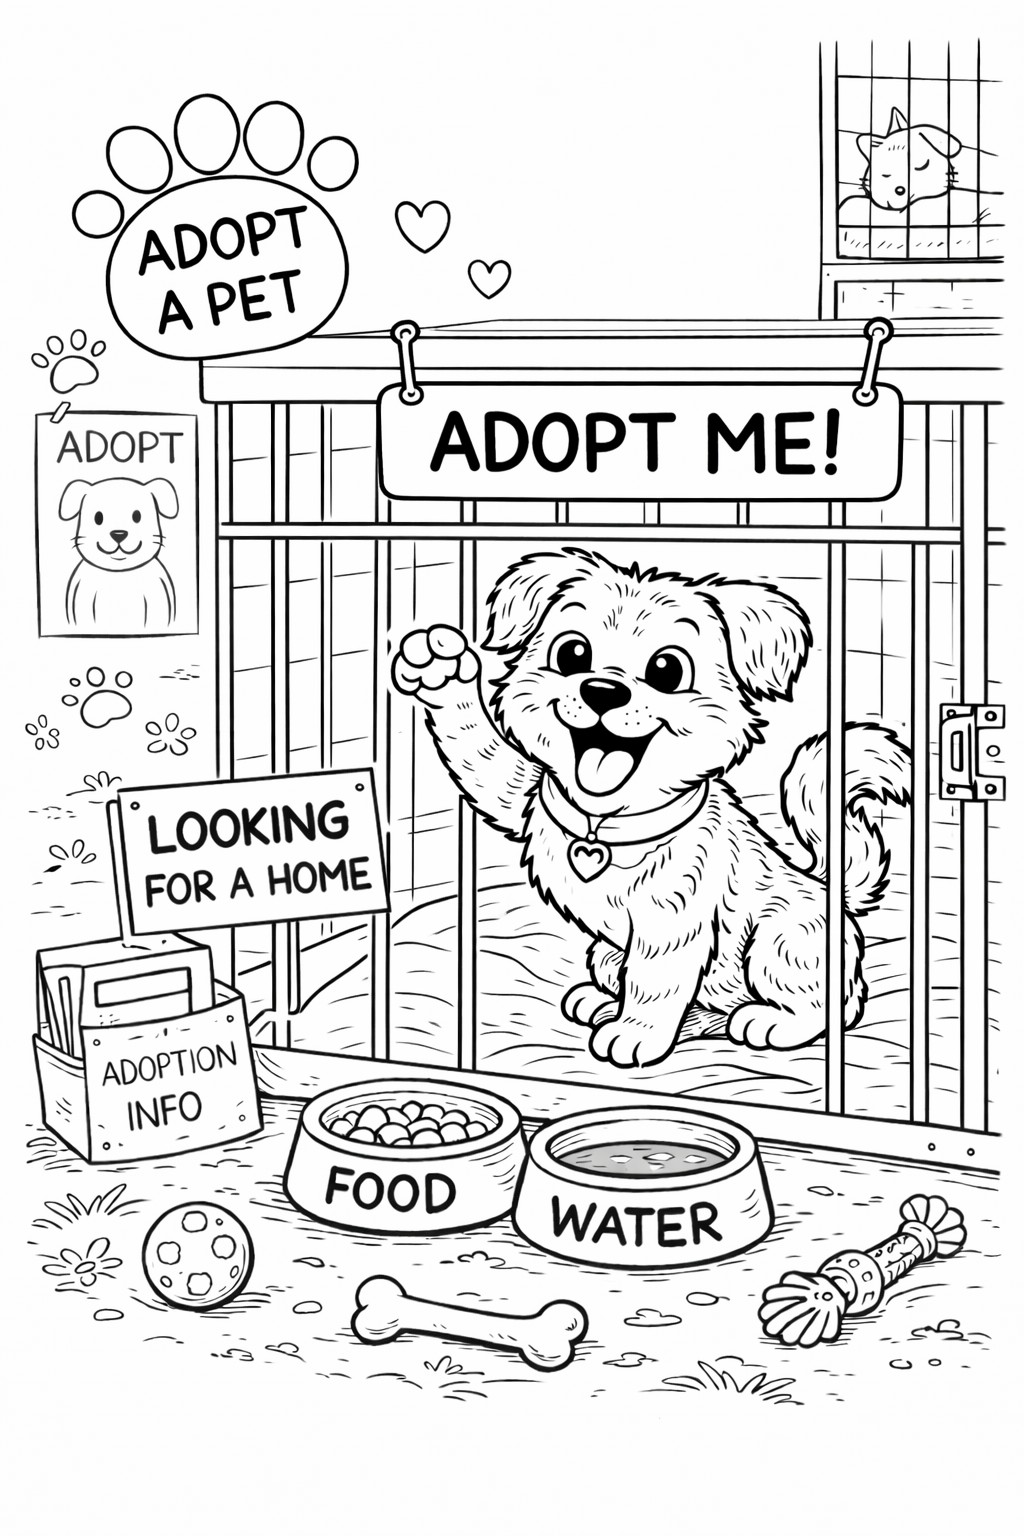 ADOPT
A PET
ADOPT ME!
ADOPT
LOOKING
FOR A HOME
ADOPTION
INFO
FOOD
WATER